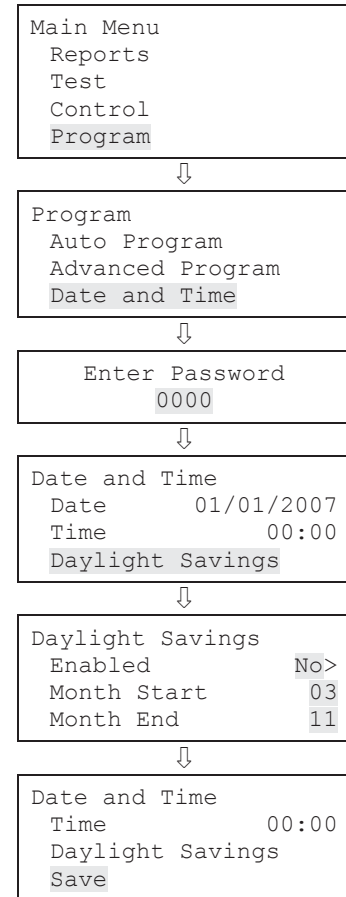 Main Menu
Reports
Test
Control
Program
⇩
Program
Auto Program
Advanced Program
Date and Time
⇩
Enter Password
0000
⇩
Date and Time
Date 01/01/2007
Time 00:00
Daylight Savings
⇩
Daylight Savings
Enabled No>
Month Start 03
Month End 11
⇩
Date and Time
Time 00:00
Daylight Savings
Save